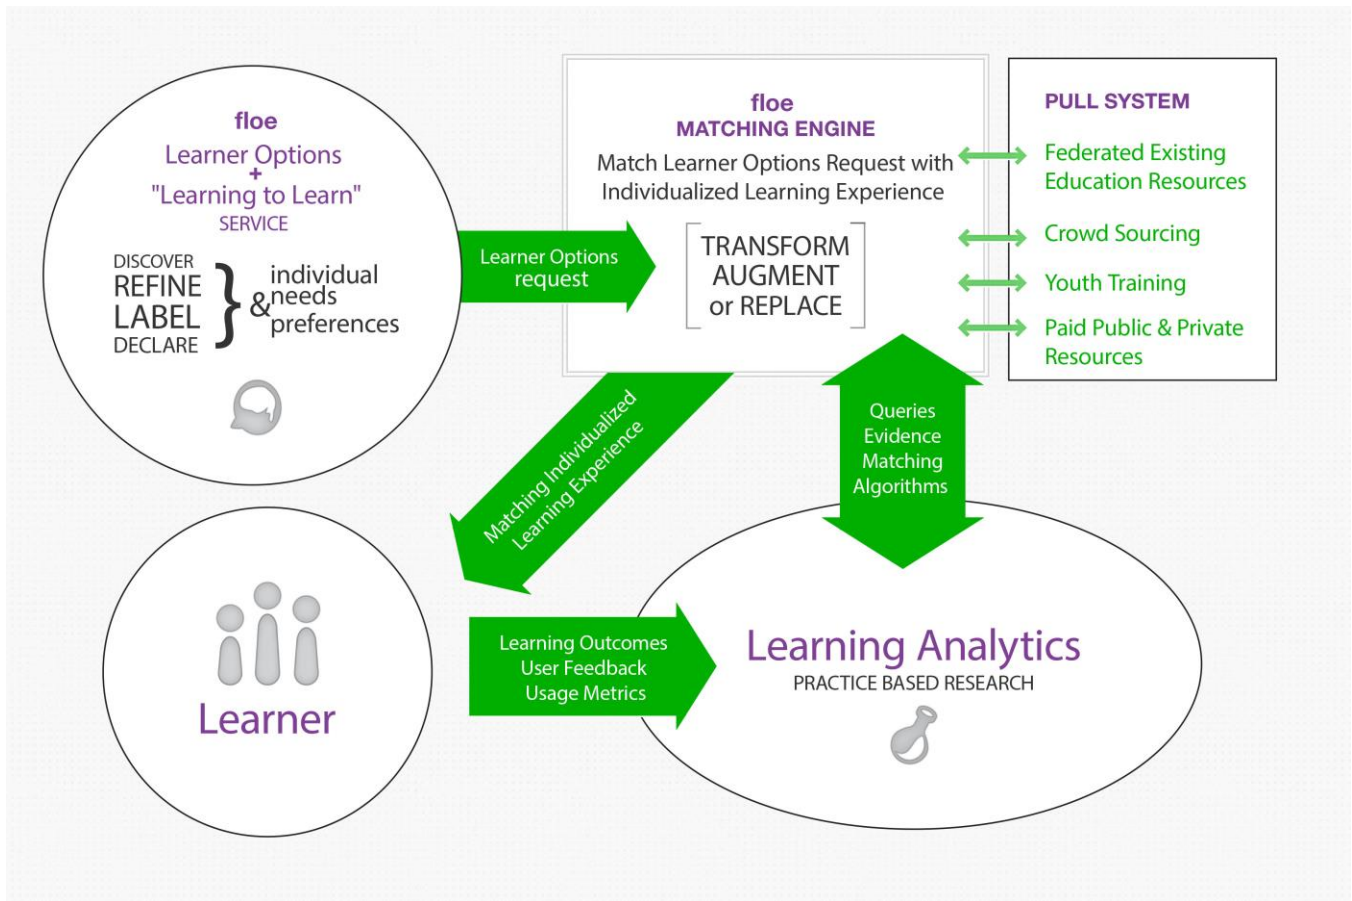 floe
Learner Options
+
"Learning to Learn"
SERVICE
DISCOVER
REFINE
LABEL
DECLARE
}
&
individual
needs
preferences
Learner Options
request
floe
MATCHING ENGINE
Match Learner Options Request with
Individualized Learning Experience
TRANSFORM
AUGMENT
or REPLACE
PULL SYSTEM
Federated Existing
Education Resources
Crowd Sourcing
Youth Training
Paid Public & Private
Resources
Matching Individualized
Learning Experience
Queries
Evidence
Matching
Algorithms
Learner
Learning Outcomes
User Feedback
Usage Metrics
Learning Analytics
PRACTICE BASED RESEARCH